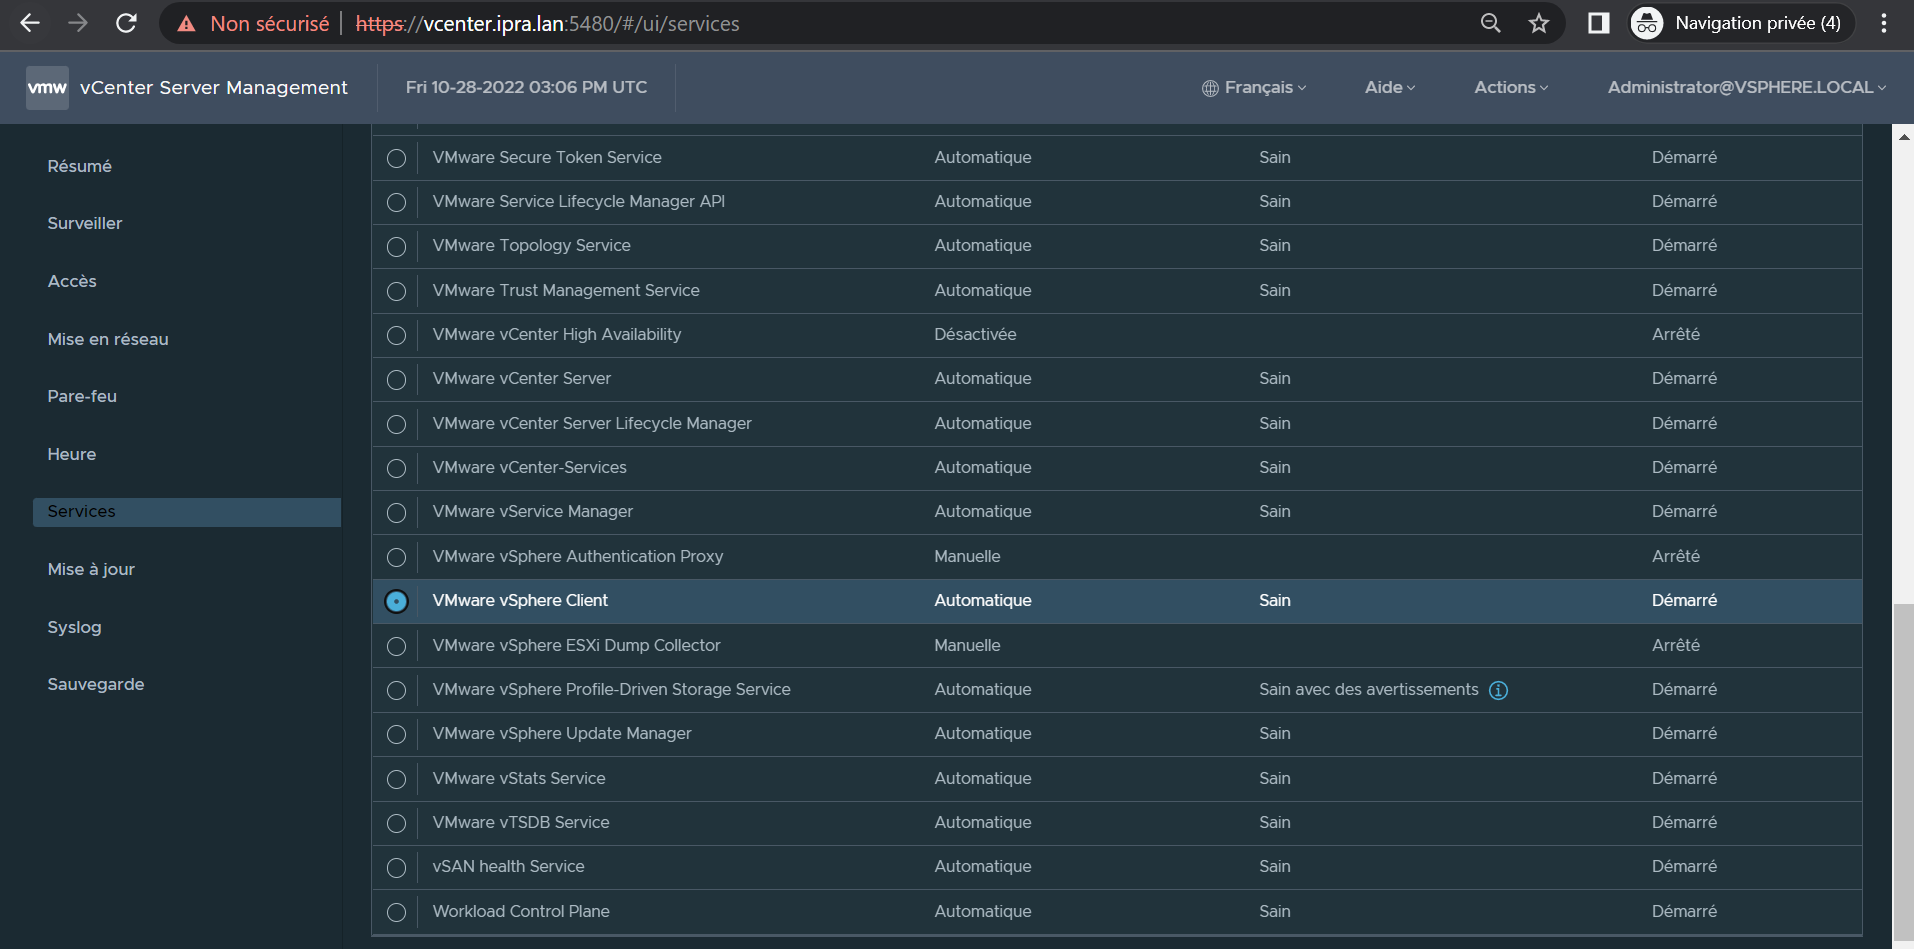 Non sécurisé https://vcenter.ipra.lan:5480/#/ui/services Navigation privée (4)
vmw vCenter Server Management Fri 10-28-2022 03:06 PM UTC Français Aide Actions Administrator@VSPHERE.LOCAL
Résumé
Surveiller
Accès
Mise en réseau
Pare-feu
Heure
Services
Mise à jour
Syslog
Sauvegarde
VMware Secure Token Service Automatique Sain Démarré
VMware Service Lifecycle Manager API Automatique Sain Démarré
VMware Topology Service Automatique Sain Démarré
VMware Trust Management Service Automatique Sain Démarré
VMware vCenter High Availability Désactivée Arrêté
VMware vCenter Server Automatique Sain Démarré
VMware vCenter Server Lifecycle Manager Automatique Sain Démarré
VMware vCenter-Services Automatique Sain Démarré
VMware vService Manager Automatique Sain Démarré
VMware vSphere Authentication Proxy Manuelle Arrêté
VMware vSphere Client Automatique Sain Démarré
VMware vSphere ESXi Dump Collector Manuelle Arrêté
VMware vSphere Profile-Driven Storage Service Automatique Sain avec des avertissements Démarré
VMware vSphere Update Manager Automatique Sain Démarré
VMware vStats Service Automatique Sain Démarré
VMware vTSDB Service Automatique Sain Démarré
vSAN health Service Automatique Sain Démarré
Workload Control Plane Automatique Sain Démarré